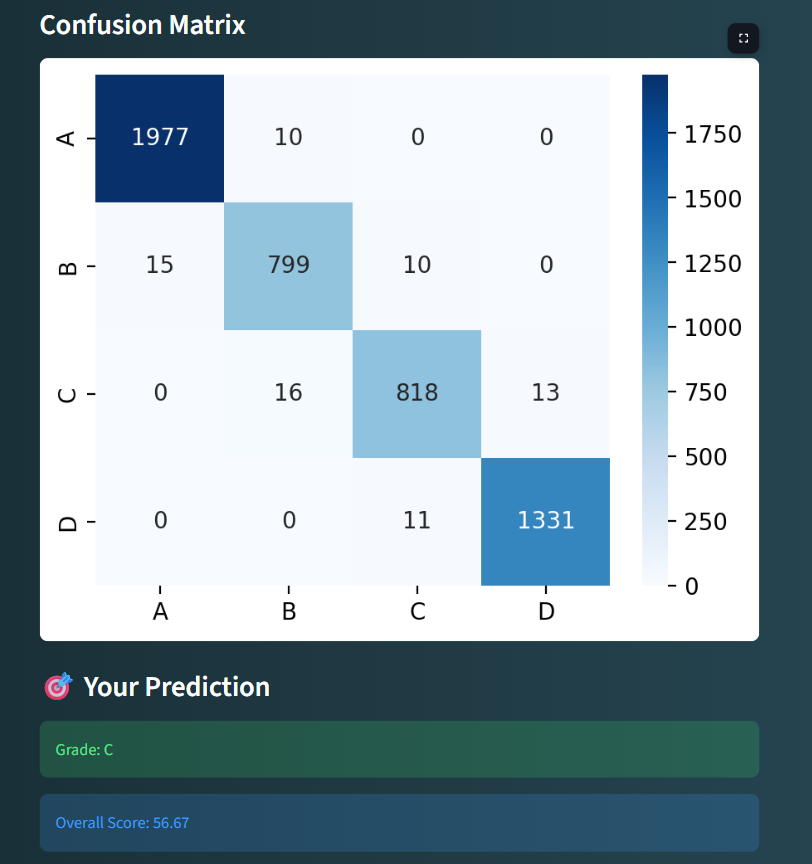 Confusion Matrix
A 1977 10 0 0
B 15 799 10 0
C 0 16 818 13
D 0 0 11 1331
A B C D
1750
1500
1250
1000
750
500
250
0
🎯 Your Prediction
Grade: C
Overall Score: 56.67